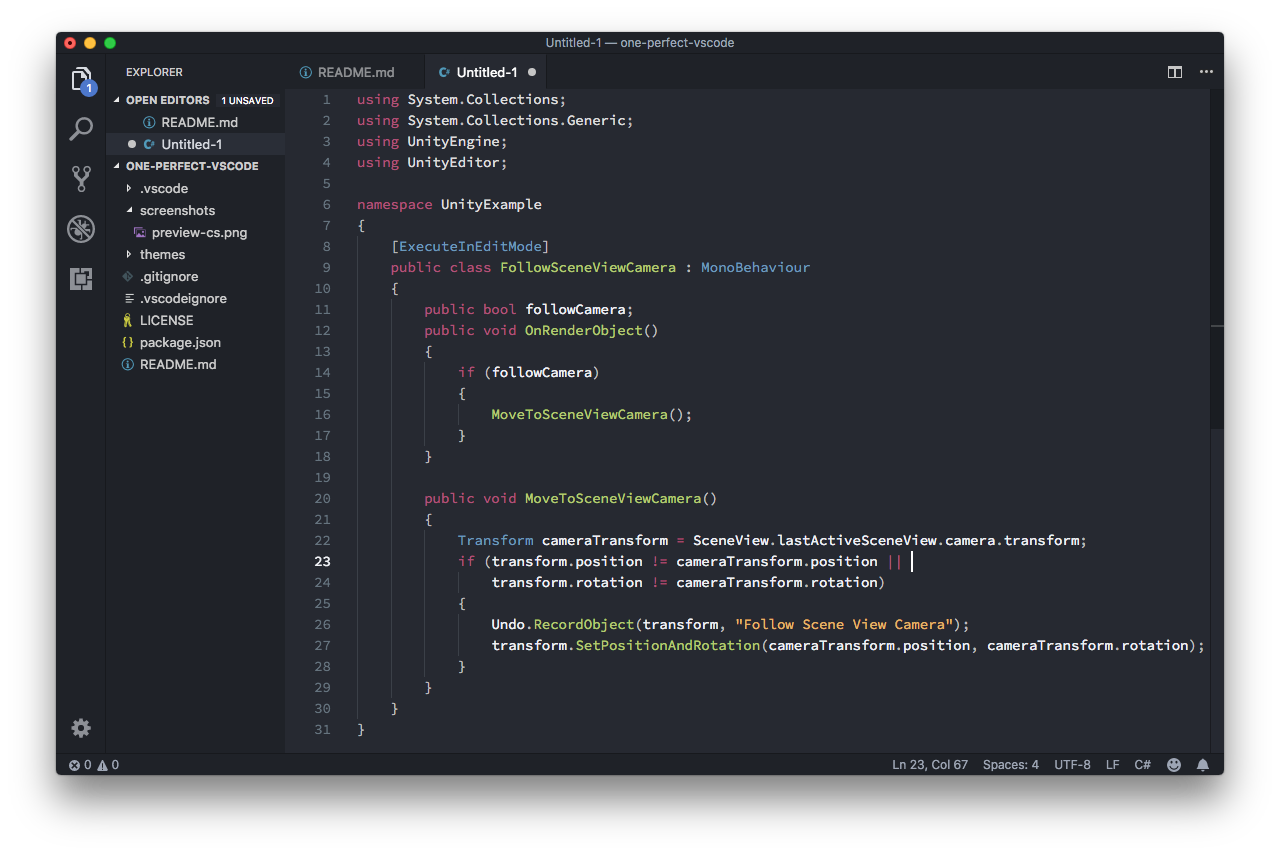 Untitled-1 — one-perfect-vscode
EXPLORER
OPEN EDITORS 1 UNSAVED
README.md
Untitled-1
ONE-PERFECT-VSCODE
.vscode
screenshots
preview-cs.png
themes
.gitignore
.vscodeignore
LICENSE
{} package.json
README.md
1
README.md
C# Untitled-1
1 using System.Collections;
2 using System.Collections.Generic;
3 using UnityEngine;
4 using UnityEditor;
5
6 namespace UnityExample
7 {
8     [ExecuteInEditMode]
9     public class FollowSceneViewCamera : MonoBehaviour
10     {
11         public bool followCamera;
12         public void OnRenderObject()
13         {
14             if (followCamera)
15             {
16                 MoveToSceneViewCamera();
17             }
18         }
19
20         public void MoveToSceneViewCamera()
21         {
22             Transform cameraTransform = SceneView.lastActiveSceneView.camera.transform;
23             if (transform.position != cameraTransform.position ||
24                 transform.rotation != cameraTransform.rotation)
25             {
26                 Undo.RecordObject(transform, "Follow Scene View Camera");
27                 transform.SetPositionAndRotation(cameraTransform.position, cameraTransform.rotation);
28             }
29         }
30     }
31 }
0 0
Ln 23, Col 67 Spaces: 4 UTF-8 LF C#